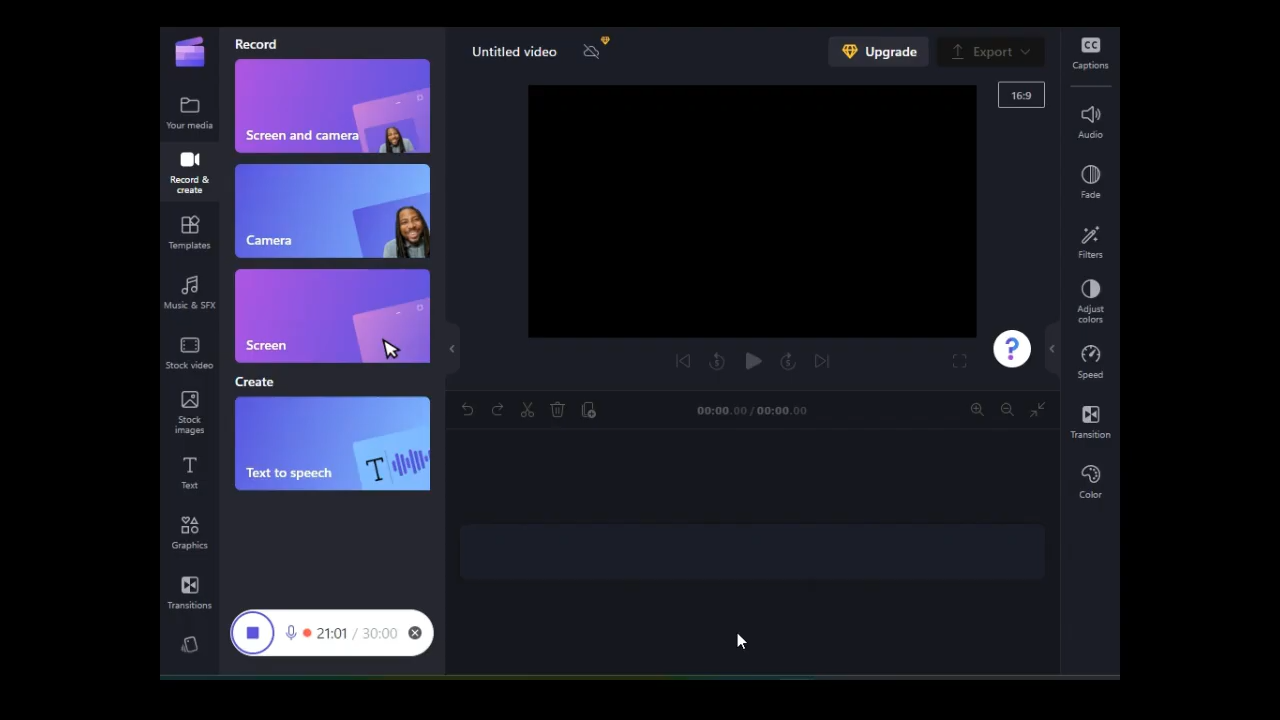 Record
Untitled video
Upgrade
Export
CC
Captions
Your media
Screen and camera
16:9
Audio
Record &
create
Fade
Templates
Camera
Filters
Music & SFX
Adjust
colors
Stock video
Screen
?
5
5
Speed
Create
Stock
images
00:00.00 / 00:00.00
Transition
Text
T
Text to speech
Color
Graphics
Transitions
21:01 / 30:00